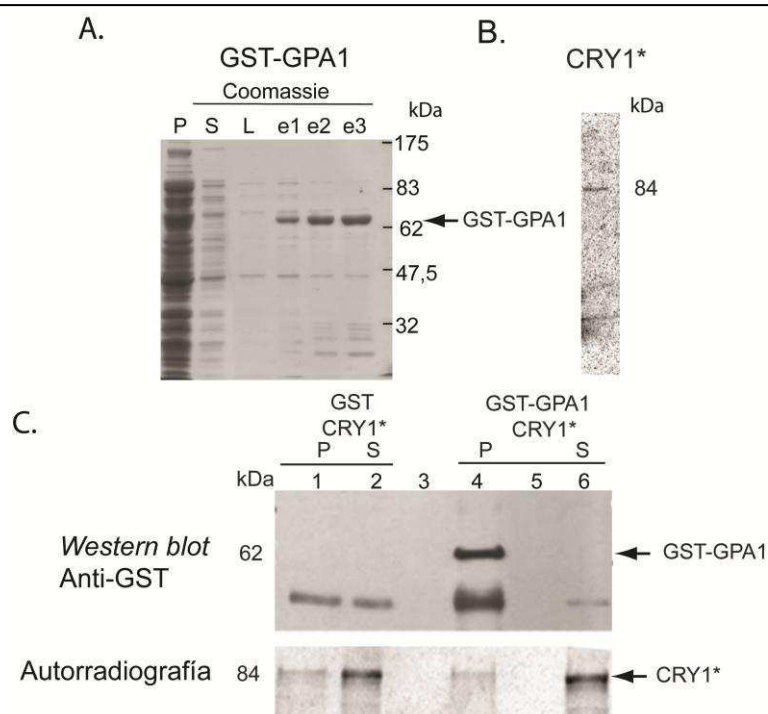 A.
GST-GPA1
Coomassie
P S L e1 e2 e3
kDa
175
83
62
47,5
32
GST-GPA1
B.
CRY1*
kDa
84
C.
GST
CRY1*
P S
GST-GPA1
CRY1*
P S
kDa 1 2 3 4 5 6
Western blot
Anti-GST
62
GST-GPA1
Autorradiografía
84
CRY1*